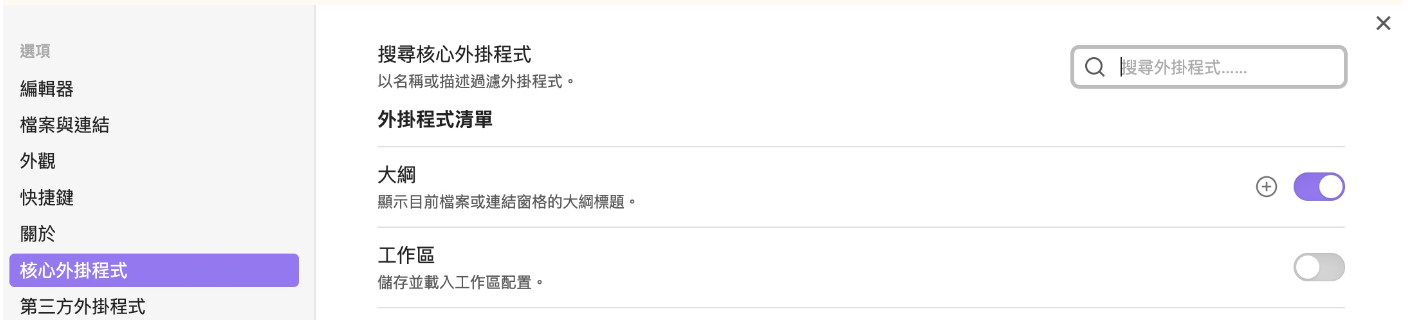 選項
編輯器
檔案與連結
外觀
快捷鍵
關於
核心外掛程式
第三方外掛程式
搜尋核心外掛程式
以名稱或描述過濾外掛程式。
搜尋外掛程式……
外掛程式清單
大綱
顯示目前檔案或連結窗格的大綱標題。
工作區
儲存並載入工作區配置。